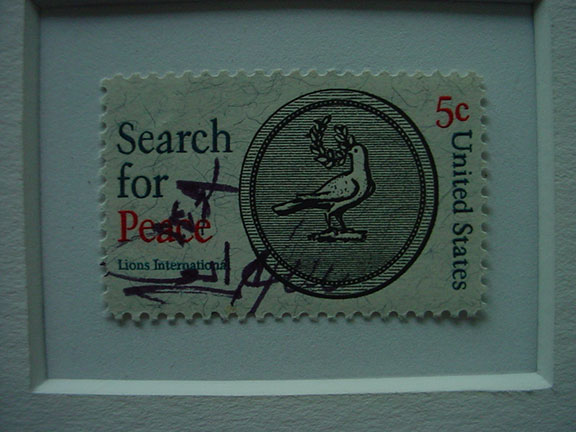 Search
for
Peace
Lions International
5c
United States